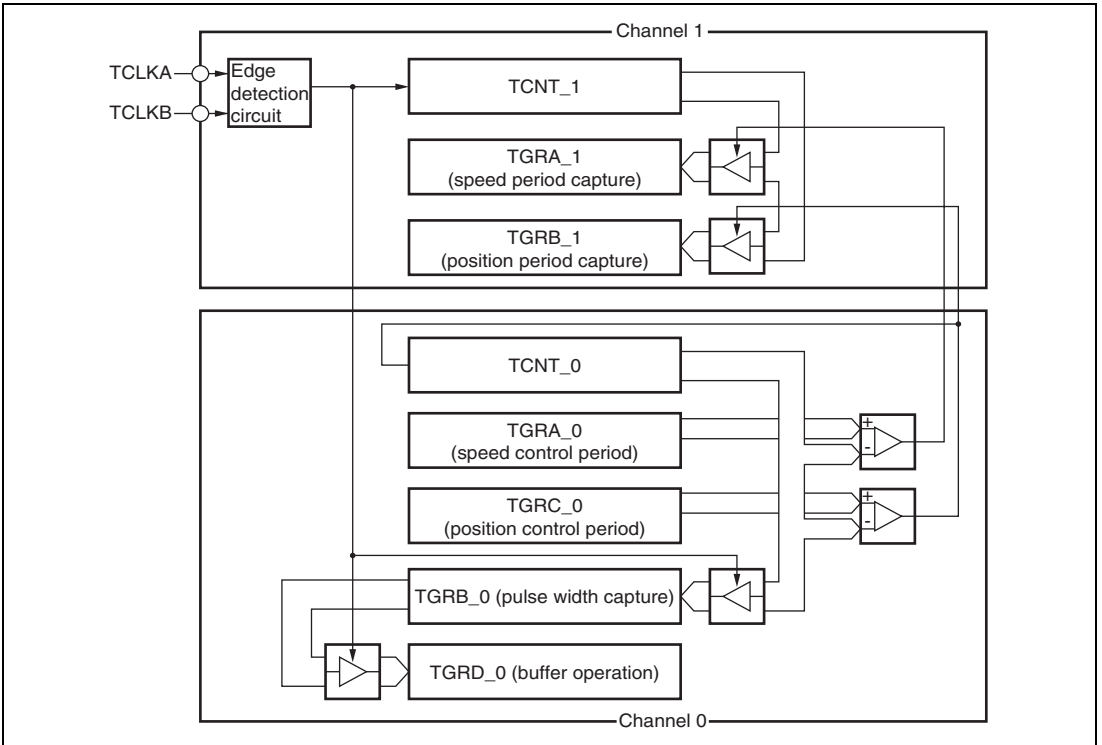 Channel 1
TCLKA
TCLKB
Edge
detection
circuit
TCNT_1
TGRA_1
(speed period capture)
TGRB_1
(position period capture)
TCNT_0
TGRA_0
(speed control period)
+
-
TGRC_0
(position control period)
+
-
TGRB_0 (pulse width capture)
TGRD_0 (buffer operation)
Channel 0